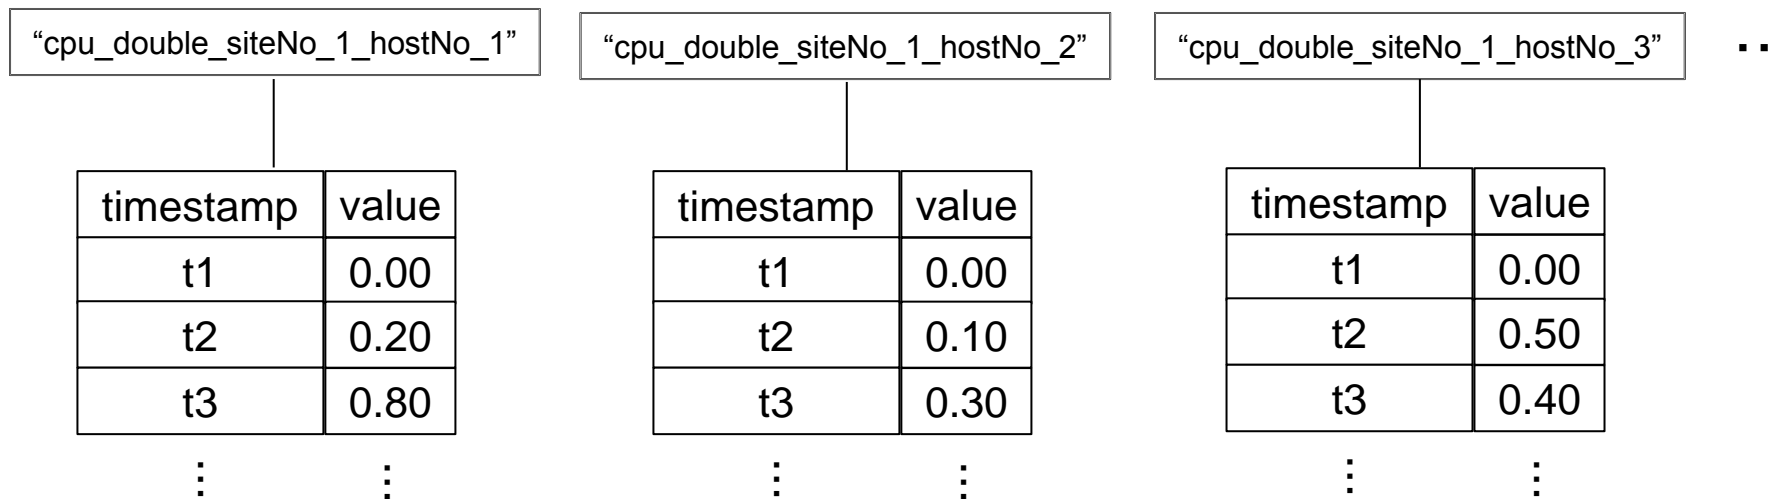 “cpu_double_siteNo_1_hostNo_1”
“cpu_double_siteNo_1_hostNo_2”
“cpu_double_siteNo_1_hostNo_3”
timestamp value
t1 0.00
t2 0.20
t3 0.80
timestamp value
t1 0.00
t2 0.10
t3 0.30
timestamp value
t1 0.00
t2 0.50
t3 0.40